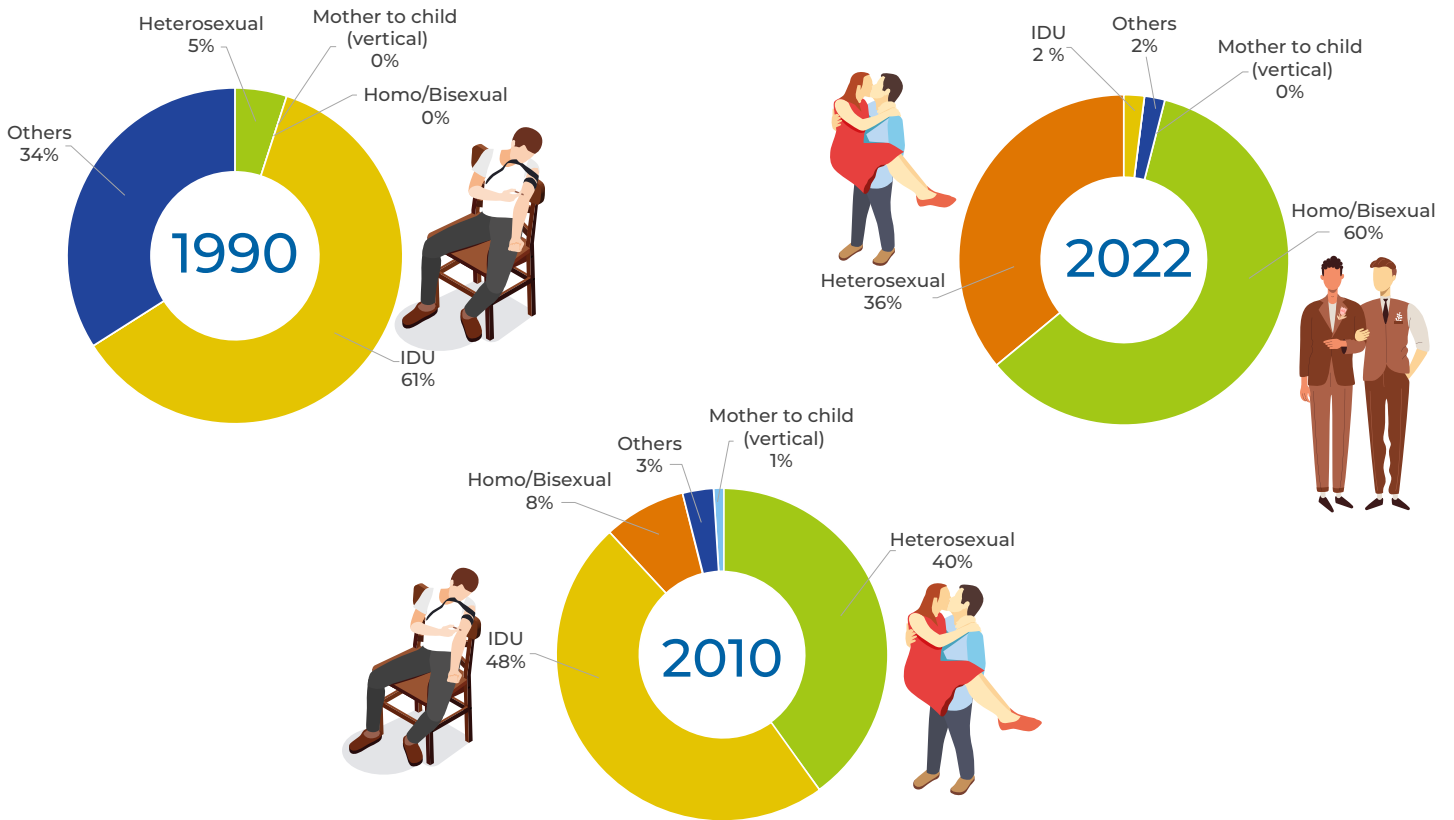 Heterosexual
5%
Mother to child
(vertical)
0%
Homo/Bisexual
0%
Others
34%
1990
IDU
61%
IDU
2 %
Others
2%
Mother to child
(vertical)
0%
Homo/Bisexual
60%
2022
Heterosexual
36%
Mother to child
(vertical)
1%
Others
3%
Homo/Bisexual
8%
Heterosexual
40%
IDU
48%
2010